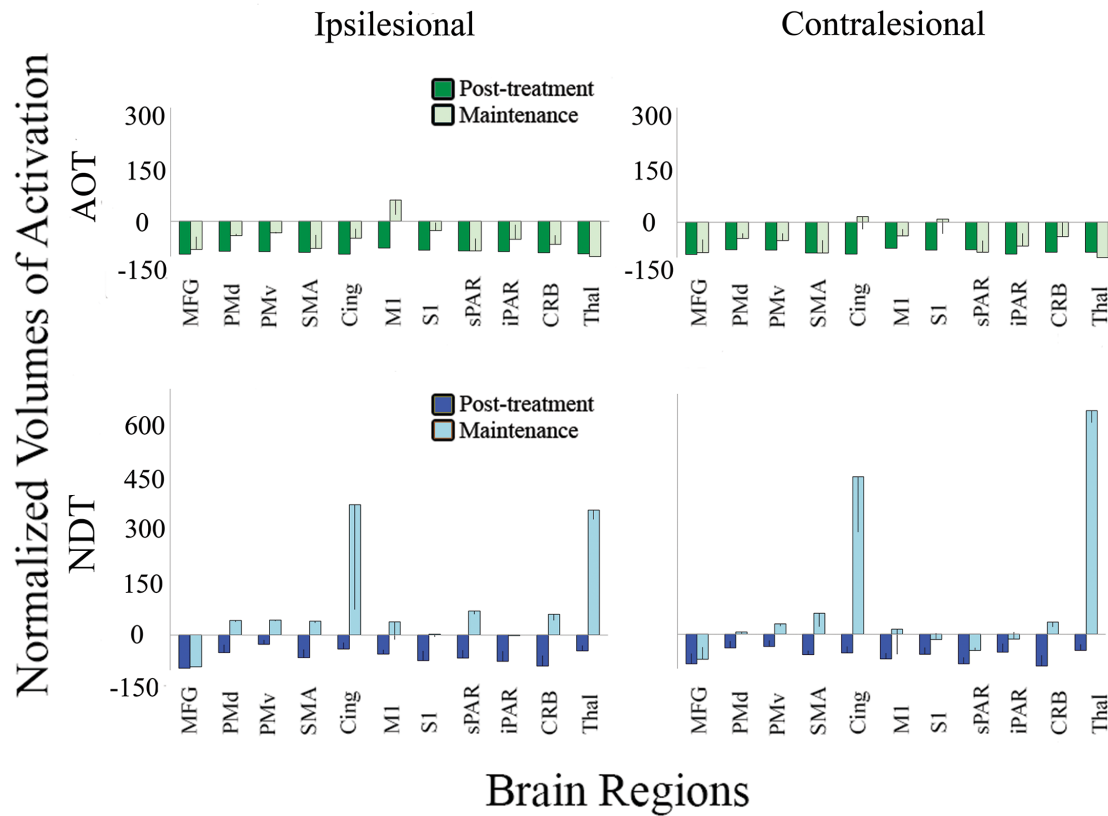 Ipsilesional
Contralesional
Normalized Volumes of Activation
AOT
Post-treatment
Maintenance
300
150
0
-150
MFG
PMd
PMv
SMA
Cing
M1
S1
sPAR
iPAR
CRB
Thal
300
150
0
-150
MFG
PMd
PMv
SMA
Cing
M1
S1
sPAR
iPAR
CRB
Thal
NDT
Post-treatment
Maintenance
600
450
300
150
0
-150
MFG
PMd
PMv
SMA
Cing
M1
S1
sPAR
iPAR
CRB
Thal
MFG
PMd
PMv
SMA
Cing
M1
S1
sPAR
iPAR
CRB
Thal
Brain Regions